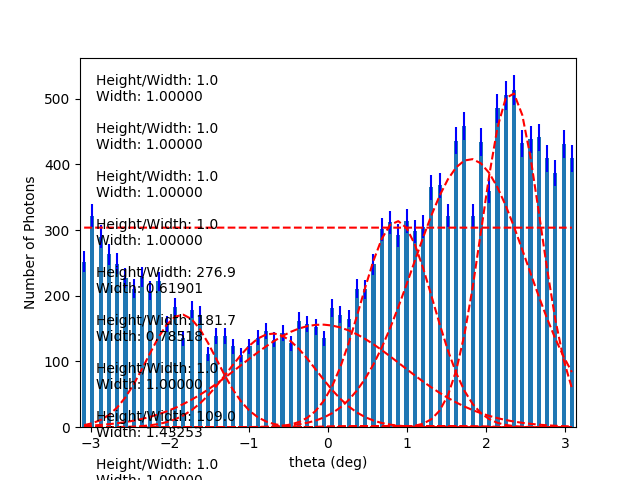 Height/Width: 1.0
Width: 1.00000
Height/Width: 1.0
Width: 1.00000
Height/Width: 1.0
Width: 1.00000
Height/Width: 1.0
Width: 1.00000
Height/Width: 276.9
Width: 0.61901
Height/Width: 181.7
Width: 0.78518
Height/Width: 1.0
Width: 1.00000
Height/Width: 109.0
Width: 1.43253
Height/Width: 1.0
Width: 1.00000
500
400
300
200
100
0
Number of Photons
−3 −2 −1 0 1 2 3
theta (deg)